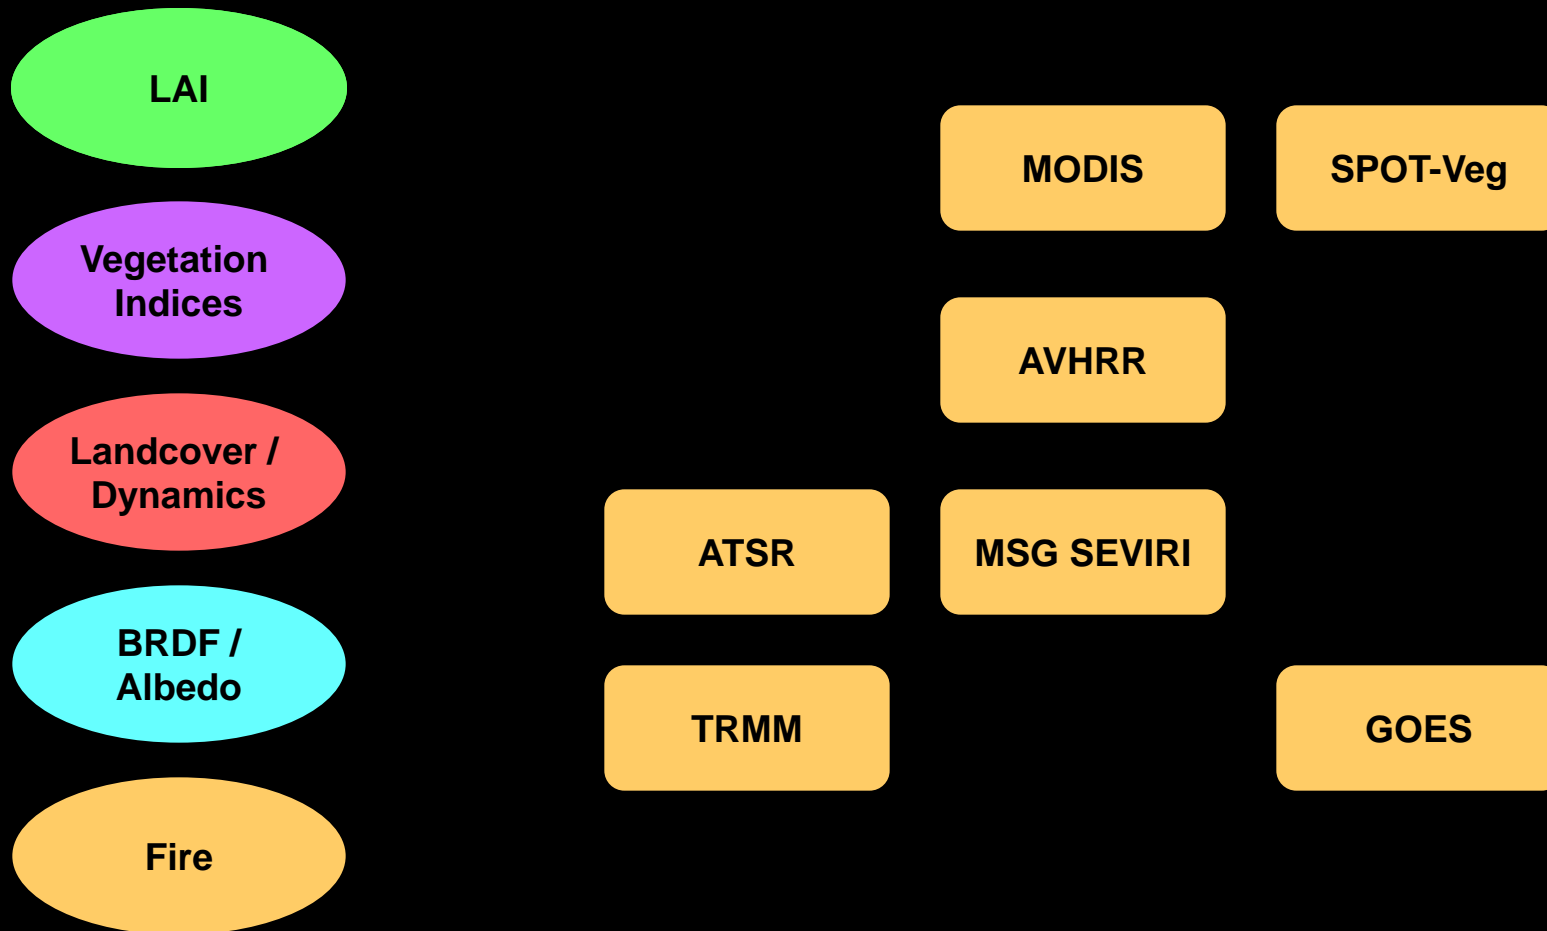 LAI
Vegetation
Indices
Landcover /
Dynamics
BRDF /
Albedo
Fire
MODIS
SPOT-Veg
AVHRR
ATSR
MSG SEVIRI
TRMM
GOES